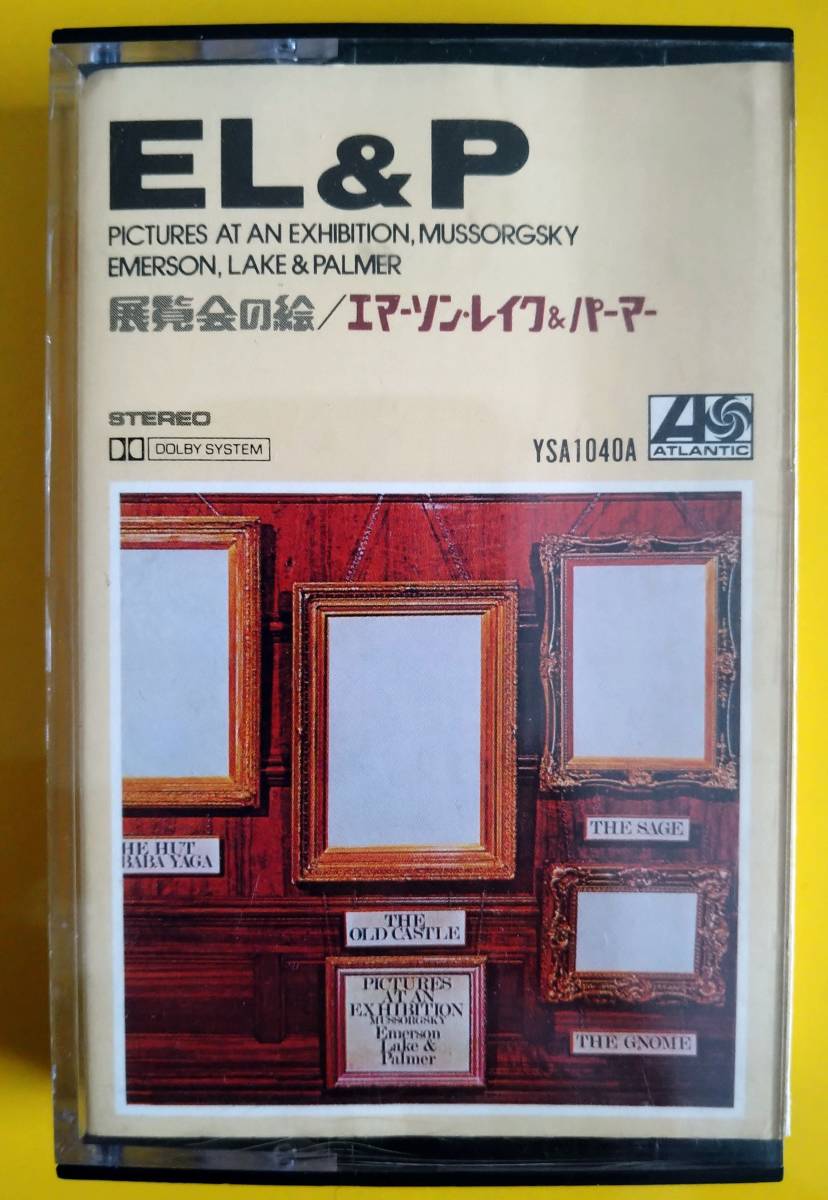 EL&P
PICTURES AT AN EXHIBITION, MUSSORGSKY
EMERSON, LAKE & PALMER
展覧会の絵/エマーソン・レイク&パーマー
STEREO
DOLBY SYSTEM
YSA1040A
ATLANTIC
THE SAGE
HE HUT
BABA YAGA
THE
OLD CASTLE
PICTURES
AT AN
EXHIBITION
MUSSORGSKY
Emerson
Lake &
Palmer
THE GNOME